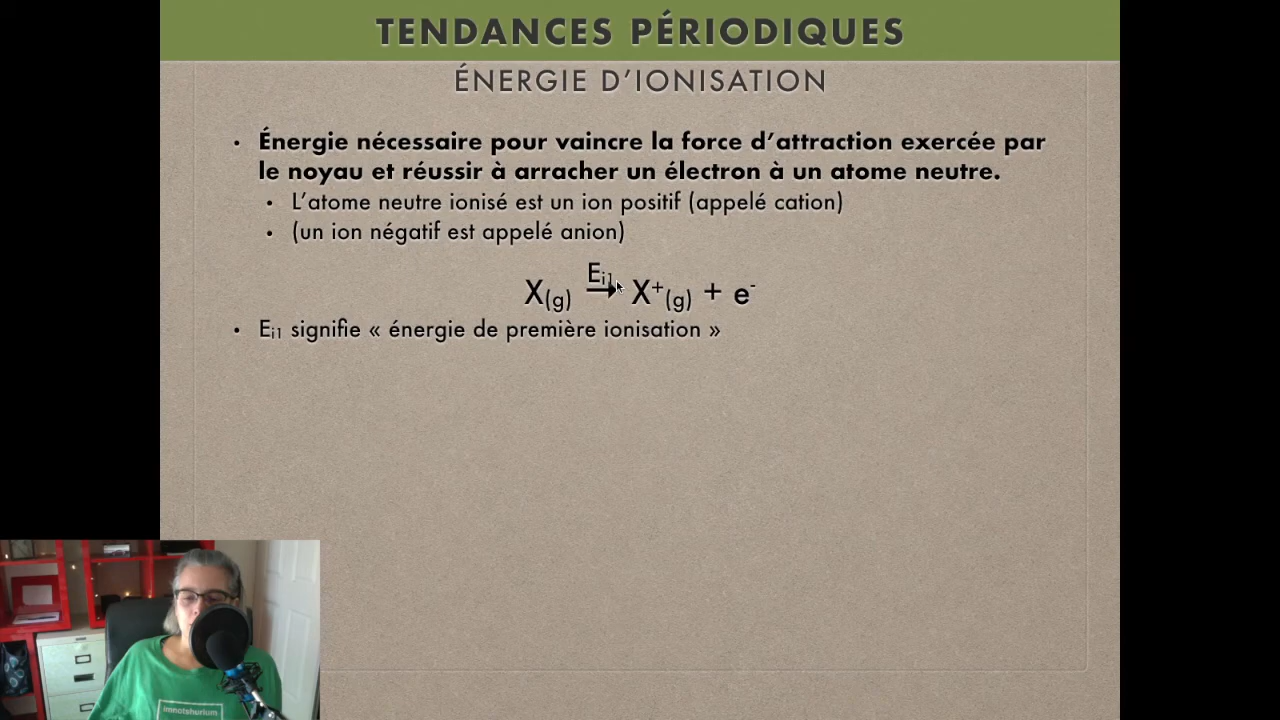 TENDANCES PÉRIODIQUES
ÉNERGIE D'IONISATION
• Énergie nécessaire pour vaincre la force d'attraction exercée par
le noyau et réussir à arracher un électron à un atome neutre.
• L'atome neutre ionisé est un ion positif (appelé cation)
• (un ion négatif est appelé anion)
Ei1
X(g) → X+(g) + e-
• Ei1 signifie « énergie de première ionisation »